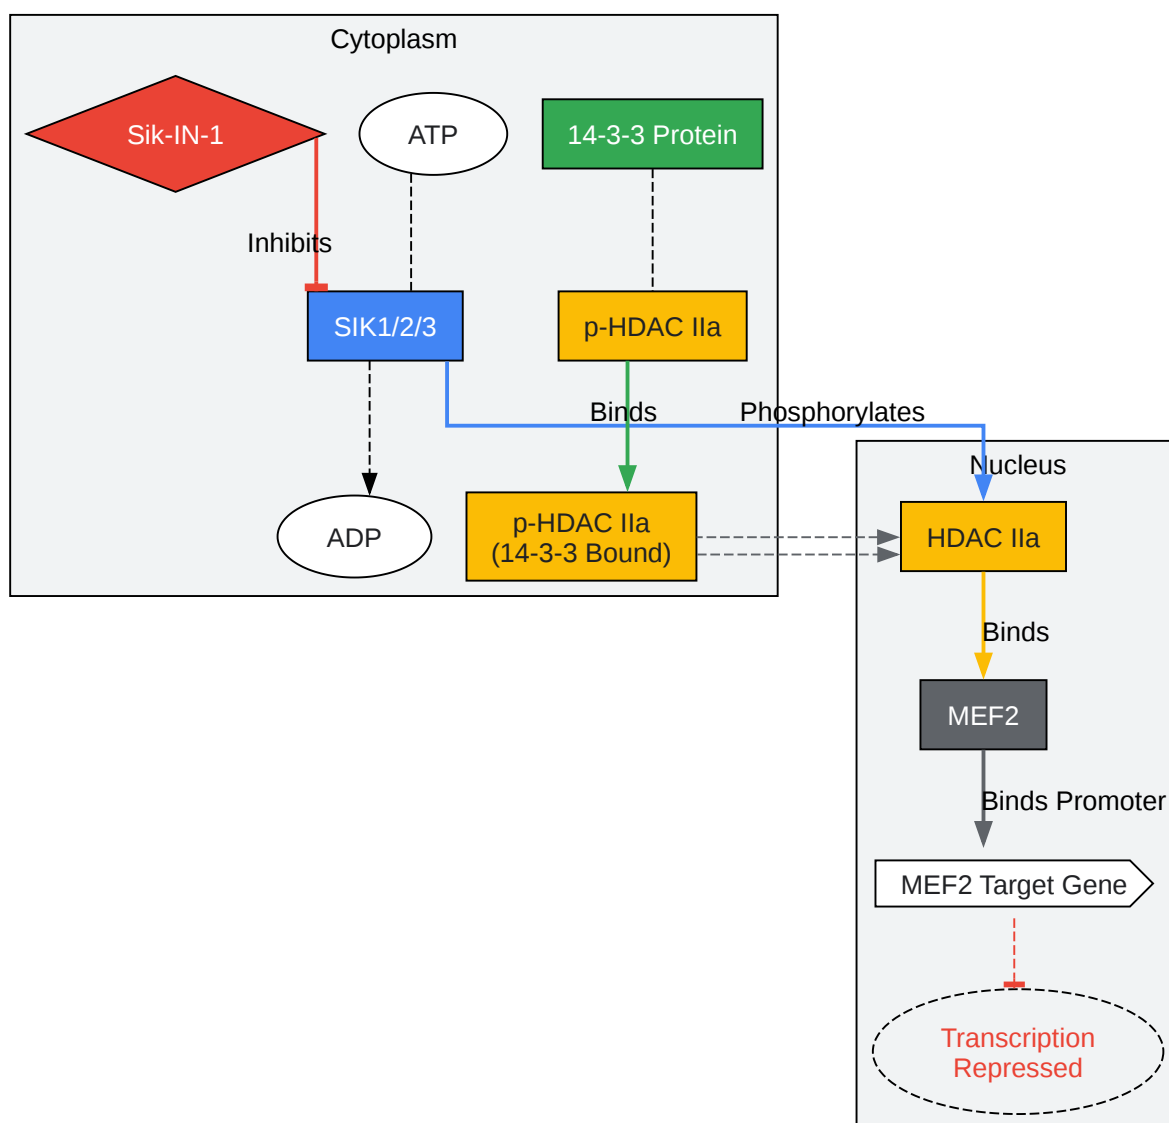 Cytoplasm
Sik-IN-1
ATP
14-3-3 Protein
Inhibits
SIK1/2/3
p-HDAC IIa
Binds
Phosphorylates
Nucleus
ADP
p-HDAC IIa
(14-3-3 Bound)
HDAC IIa
Binds
MEF2
Binds Promoter
MEF2 Target Gene
Transcription
Repressed